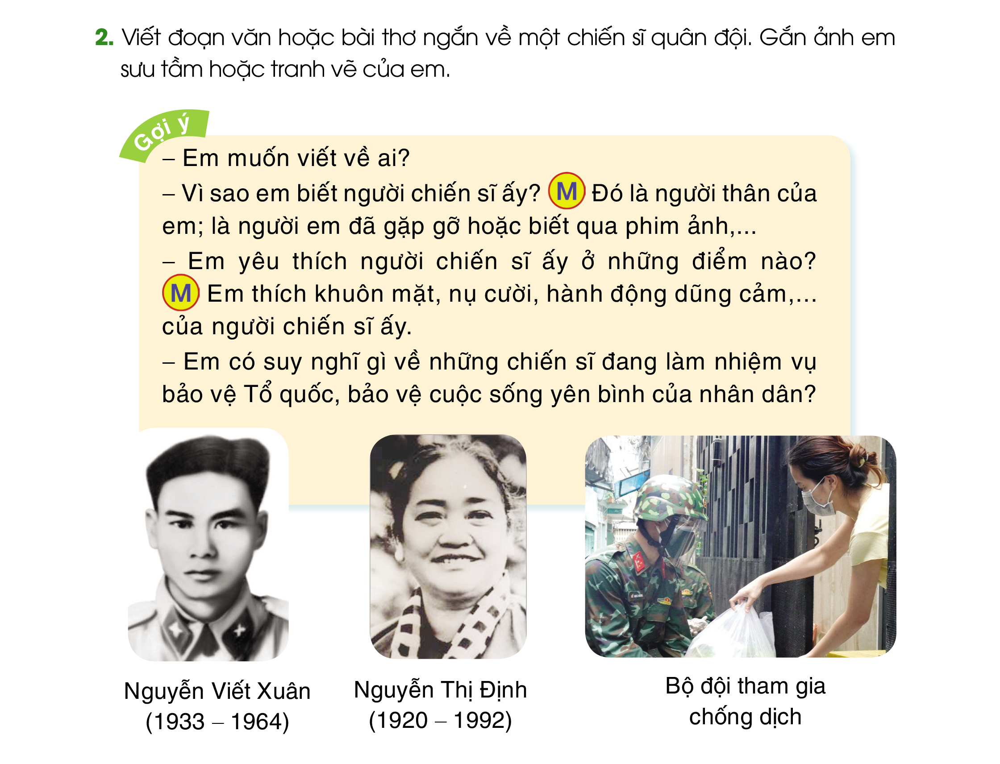 2. Viết đoạn văn hoặc bài thơ ngắn về một chiến sĩ quân đội. Gắn ảnh em
sưu tầm hoặc tranh vẽ của em.
Gợi ý
– Em muốn viết về ai?
– Vì sao em biết người chiến sĩ ấy? M Đó là người thân của
em; là người em đã gặp gỡ hoặc biết qua phim ảnh,...
– Em yêu thích người chiến sĩ ấy ở những điểm nào?
M Em thích khuôn mặt, nụ cười, hành động dũng cảm,...
của người chiến sĩ ấy.
– Em có suy nghĩ gì về những chiến sĩ đang làm nhiệm vụ
bảo vệ Tổ quốc, bảo vệ cuộc sống yên bình của nhân dân?
Nguyễn Viết Xuân
(1933 – 1964)
Nguyễn Thị Định
(1920 – 1992)
Bộ đội tham gia
chống dịch